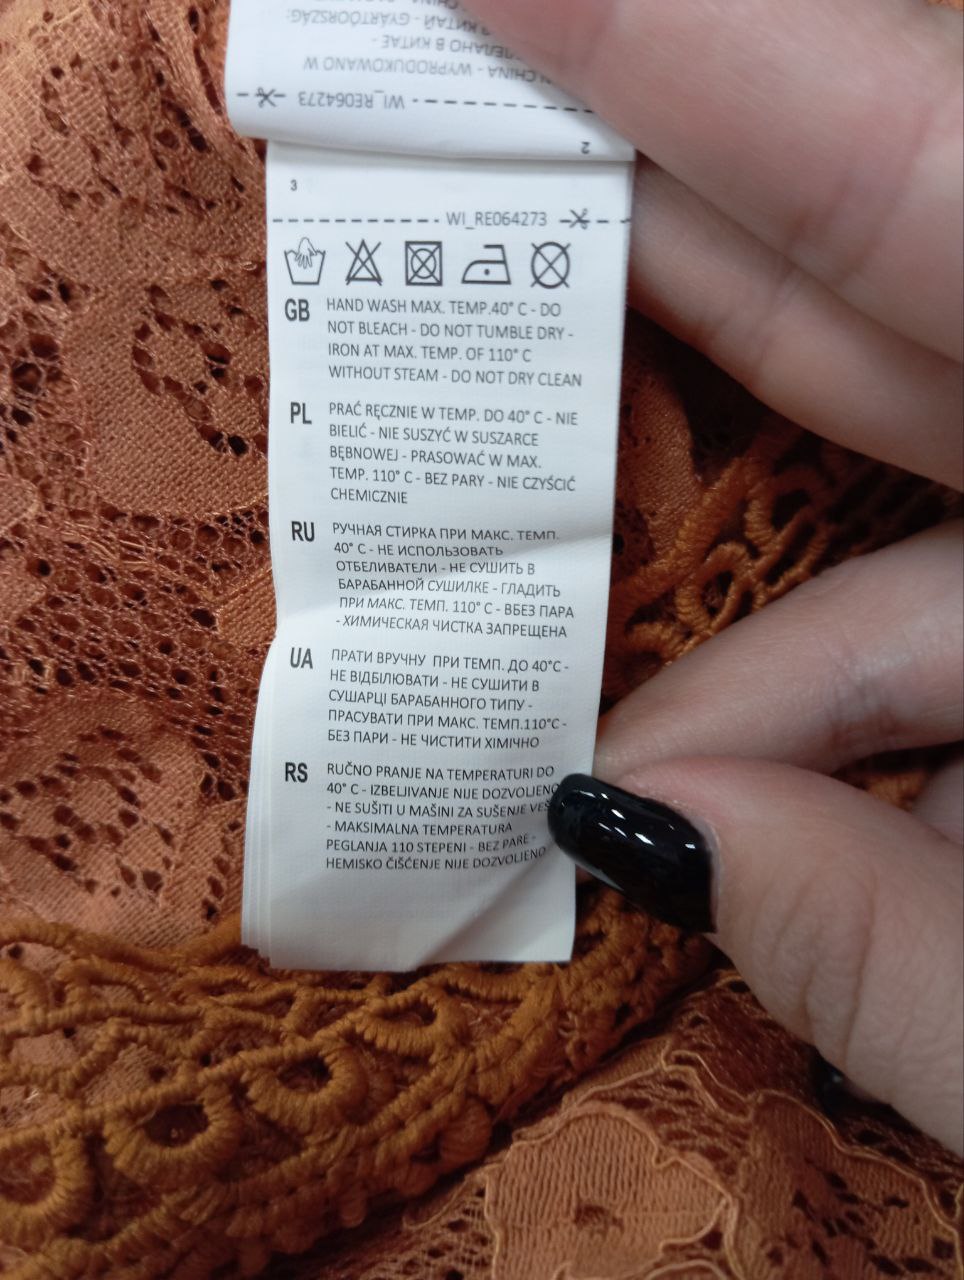 GYÁRTÓORSZÁG:
СДЕЛАНО В КИТАЕ -
CHINA - WYPRODUKOWANO W
WI_RE064273
2
3
WI_RE064273
GB HAND WASH MAX. TEMP.40° C - DO
NOT BLEACH - DO NOT TUMBLE DRY -
IRON AT MAX. TEMP. OF 110° C
WITHOUT STEAM - DO NOT DRY CLEAN
PL PRAĆ RĘCZNIE W TEMP. DO 40° C - NIE
BIELIĆ - NIE SUSZYĆ W SUSZARCE
BĘBNOWEJ - PRASOWAĆ W MAX.
TEMP. 110° C - BEZ PARY - NIE CZYŚCIĆ
CHEMICZNIE
RU РУЧНАЯ СТИРКА ПРИ МАКС. ТЕМП.
40° C - НЕ ИСПОЛЬЗОВАТЬ
ОТБЕЛИВАТЕЛИ - НЕ СУШИТЬ В
БАРАБАННОЙ СУШИЛКЕ - ГЛАДИТЬ
ПРИ МАКС. ТЕМП. 110° C - ВБЕЗ ПАРА
- ХИМИЧЕСКАЯ ЧИСТКА ЗАПРЕЩЕНА
UA ПРАТИ ВРУЧНУ ПРИ ТЕМП. ДО 40°C -
НЕ ВІДБІЛЮВАТИ - НЕ СУШИТИ В
СУШАРЦІ БАРАБАННОГО ТИПУ -
ПРАСУВАТИ ПРИ МАКС. ТЕМП.110°C -
БЕЗ ПАРИ - НЕ ЧИСТИТИ ХІМІЧНО
RS RUČNO PRANJE NA TEMPERATURI DO
40° C - IZBELJIVANJE NIJE DOZVOLJENO
- NE SUŠITI U MAŠINI ZA SUŠENJE
- MAKSIMALNA TEMPERATURA
PEGLANJA 110 STEPENI - BEZ PARE -
HEMISKO ČIŠĆENJE NIJE DOZVOLJENO